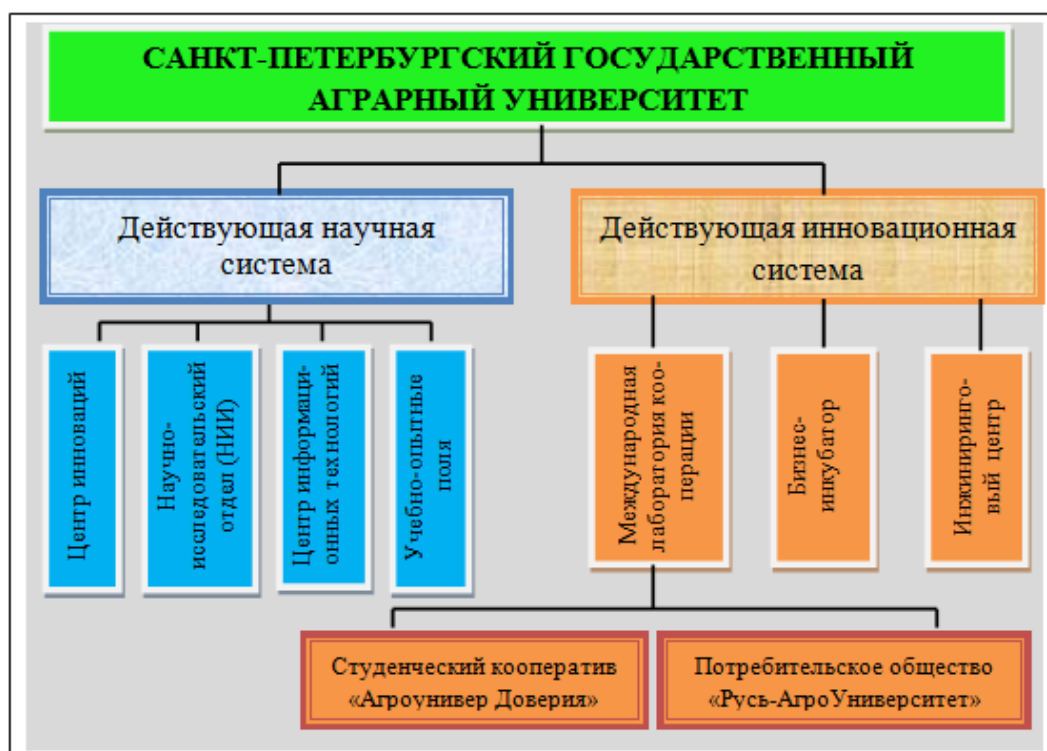 САНКТ-ПЕТЕРБУРГСКИЙ ГОСУДАРСТВЕННЫЙ
АГРАРНЫЙ УНИВЕРСИТЕТ
Действующая научная
система
Действующая инновационная
система
Центр инноваций
Научно-
исследовательский
отдел (НИИ)
Центр информаци-
онных технологий
Учебно-опытные
поля
Международная
лаборатория коо-
перации
Бизнес-
инкубатор
Инжиниринго-
вый центр
Студенческий кооператив
«Агроунивер Доверия»
Потребительское общество
«Русь-АгроУниверситет»